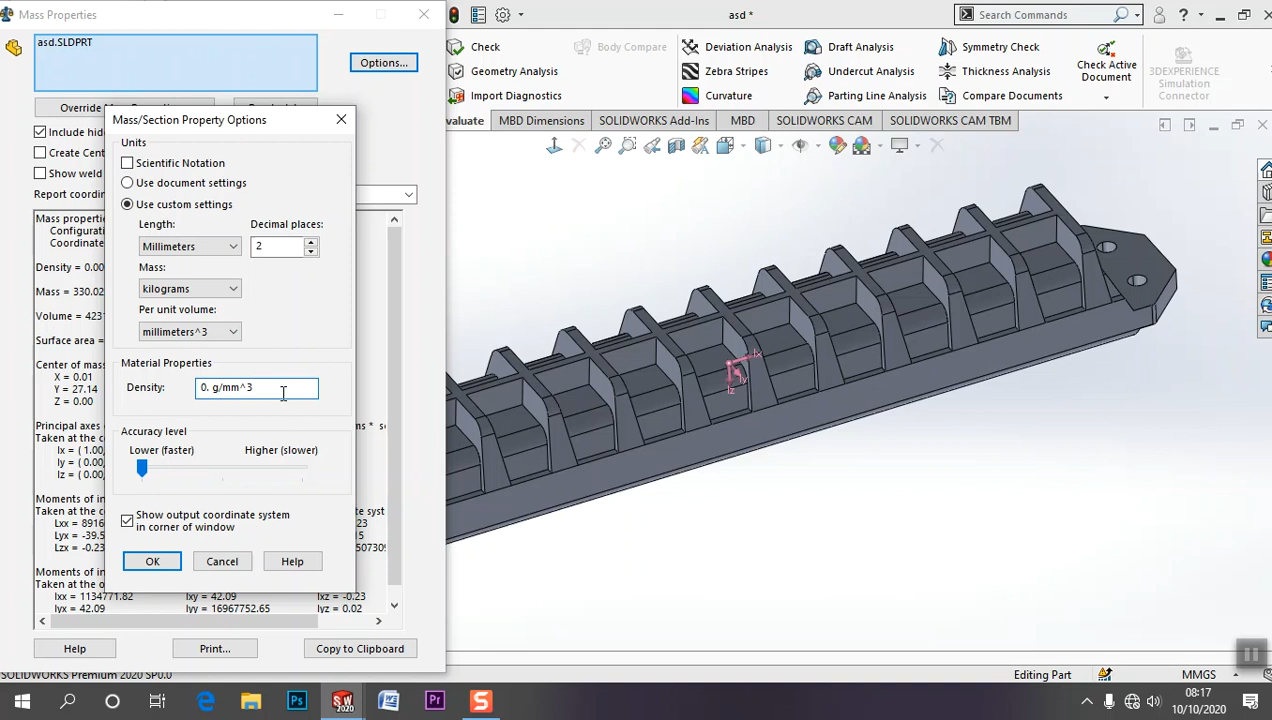 Mass Properties
asd *
Search Commands
asd.SLDPRT
Options...
Check
Body Compare
Deviation Analysis
Draft Analysis
Symmetry Check
Geometry Analysis
Zebra Stripes
Undercut Analysis
Thickness Analysis
Check Active
Document
3DEXPERIENCE
Simulation
Connector
Import Diagnostics
Curvature
Parting Line Analysis
Compare Documents
Include hid
Create Cent
Show weld
Report coordin
MBD Dimensions
SOLIDWORKS Add-Ins
MBD
SOLIDWORKS CAM
SOLIDWORKS CAM TBM
Mass/Section Property Options
Units
Scientific Notation
Use document settings
Use custom settings
Length:
Decimal places:
Millimeters
2
Mass:
kilograms
Per unit volume:
millimeters^3
Material Properties
Density:
0. g/mm^3
Accuracy level
Lower (faster)
Higher (slower)
Show output coordinate system
in corner of window
OK
Cancel
Help
Mass propertie
Configurati
Coordinate
Density = 0.00
Mass = 330.02
Volume = 423
Surface area =
Center of mass
X = 0.01
Y = 27.14
Z = 0.00
Principal axes
Taken at the c
Ix = ( 1.00,
Iy = ( 0.00,
Iz = ( 0.00,
Moments of in
Taken at the c
Lxx = 8916
Lyx = -39.5
Lzx = -0.23
Moments of i
Taken at the o
Ixx = 1134771.82
Ixy = 42.09
Ixz = -0.23
Iyx = 42.09
Iyy = 16967752.65
Iyz = 0.02
Help
Print...
Copy to Clipboard
SOLIDWORKS Premium 2020 SP0.0
Editing Part
MMGS
08:17
10/10/2020